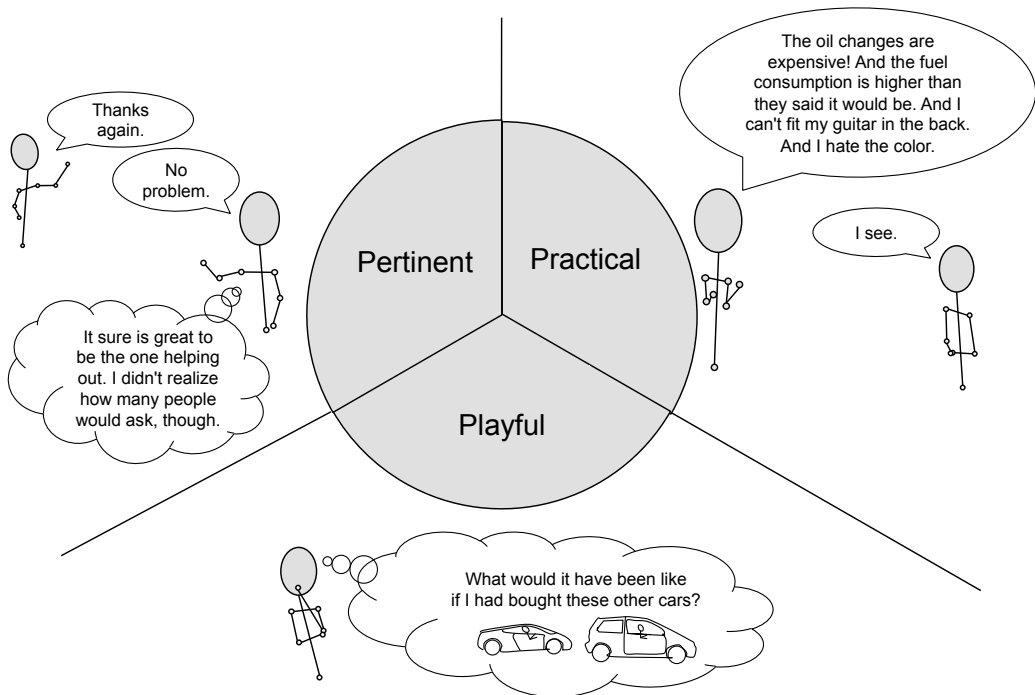 Thanks
again.
No
problem.
It sure is great to
be the one helping
out. I didn't realize
how many people
would ask, though.
Pertinent
Practical
Playful
The oil changes are
expensive! And the fuel
consumption is higher than
they said it would be. And I
can't fit my guitar in the back.
And I hate the color.
I see.
What would it have been like
if I had bought these other cars?